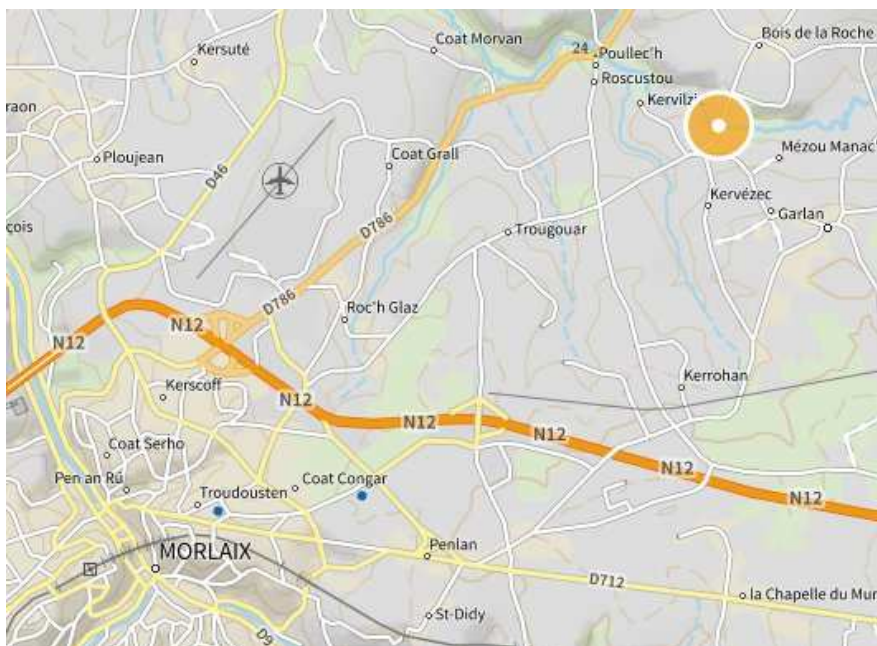 Bois de la Roche
Coat Morvan
Kersuté
24
Poullec'h
Roscustou
Kervilzi
raon
Ploujean
Coat Grall
Mézou Manac'
D46
Kervézec
Garlan
çois
D786
Trougouar
D786
Roc'h Glaz
N12
N12
Kerscoff
Kerrohan
N12
N12
N12
Coat Serho
N12
Pen an Rú
Coat Congar
Troudousten
N12
MORLAIX
Penlan
D712
la Chapelle du Mur
St-Didy
D9